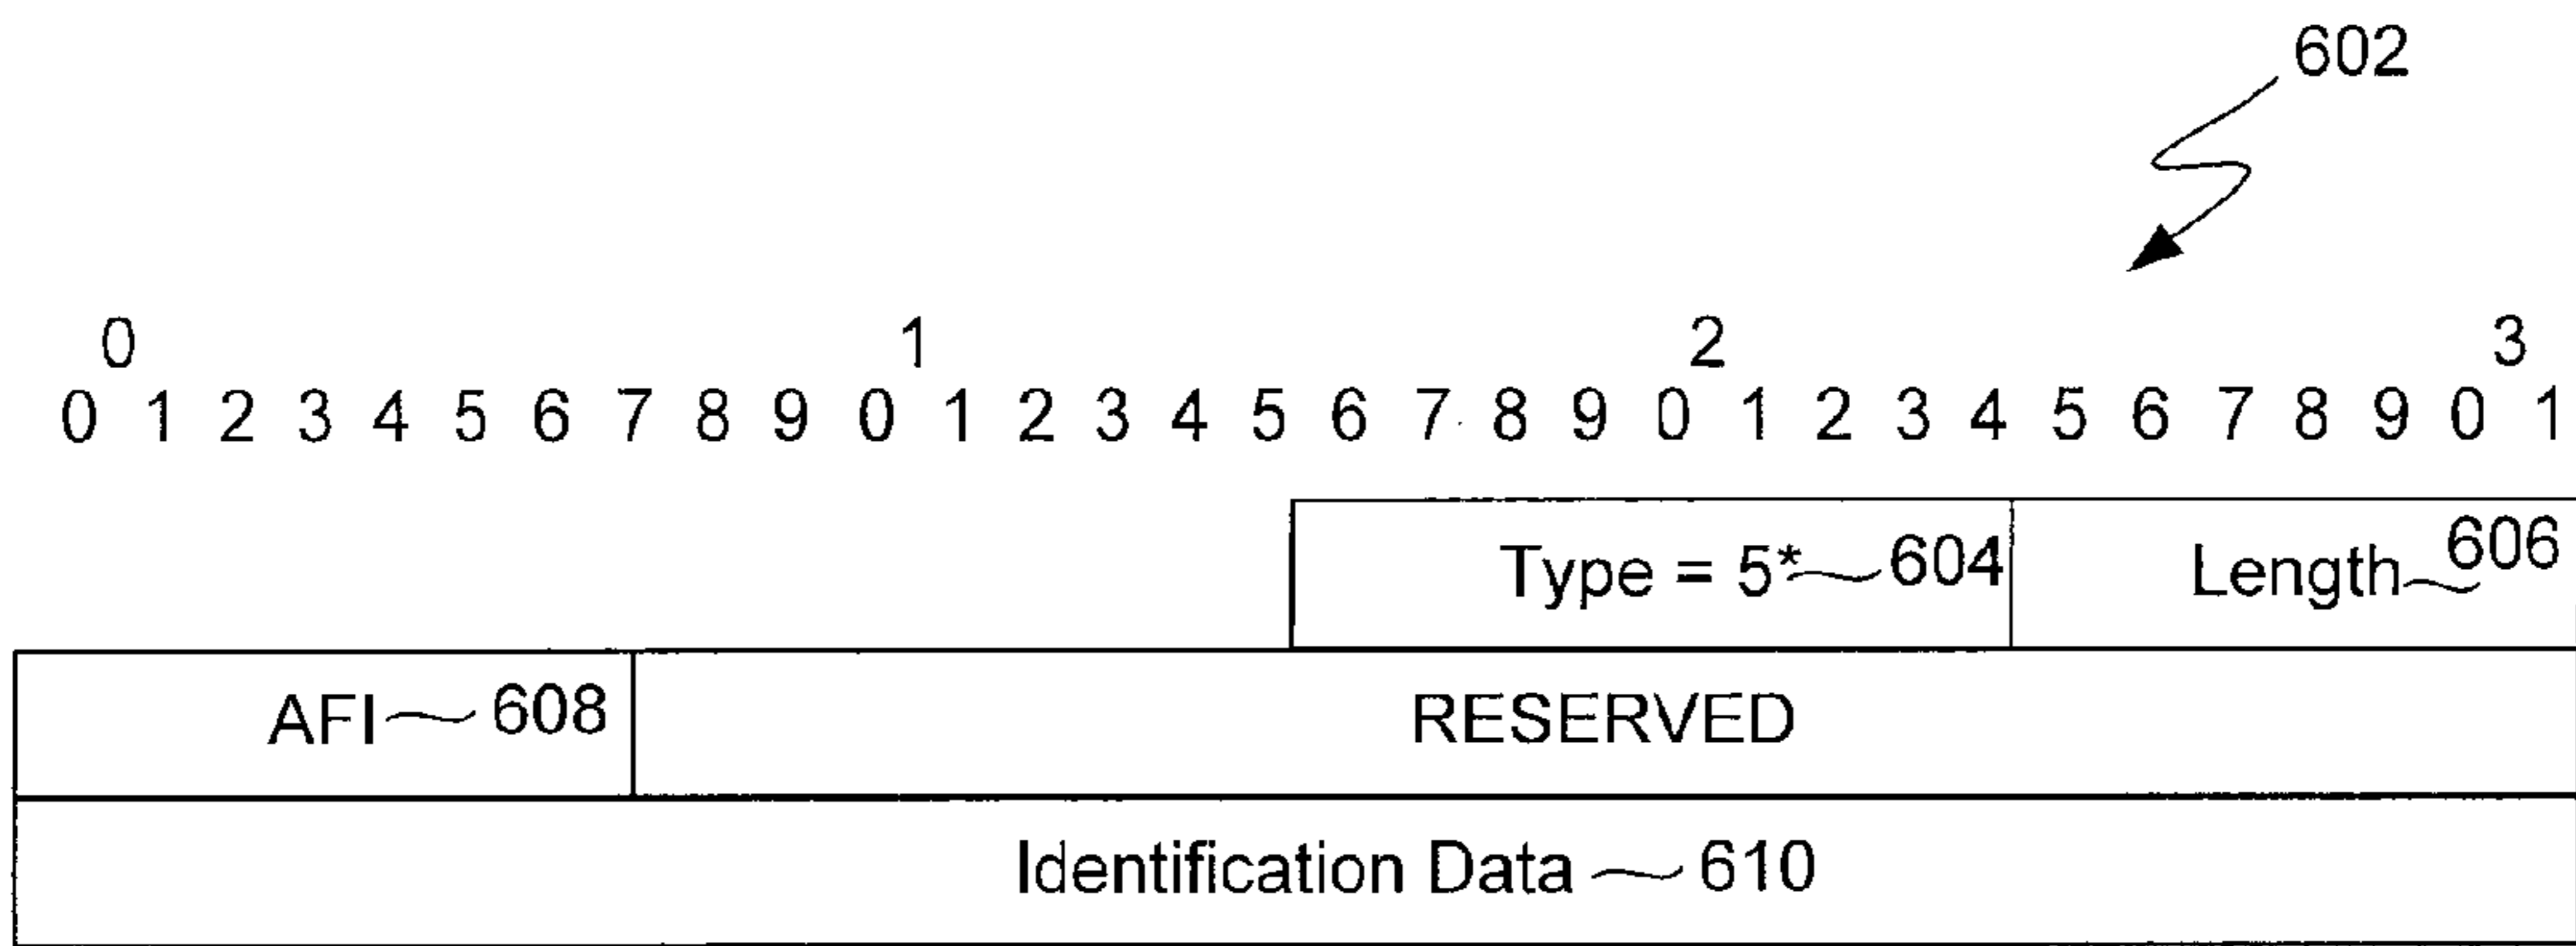 602
0 1 2 3
0 1 2 3 4 5 6 7 8 9 0 1 2 3 4 5 6 7 8 9 0 1 2 3 4 5 6 7 8 9 0 1
Type = 5* 604 Length 606
AFI 608 RESERVED
Identification Data 610